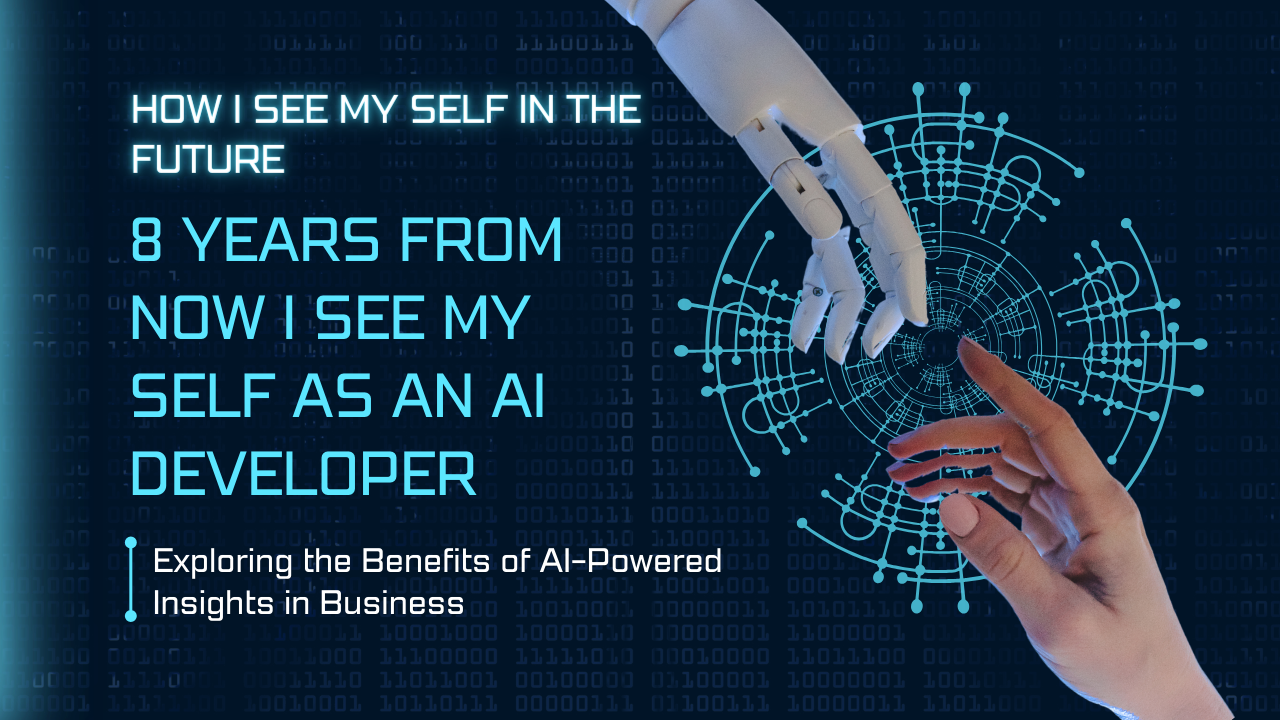 HOW I SEE MY SELF IN THE
FUTURE
8 YEARS FROM
NOW I SEE MY
SELF AS AN AI
DEVELOPER
Exploring the Benefits of AI-Powered
Insights in Business